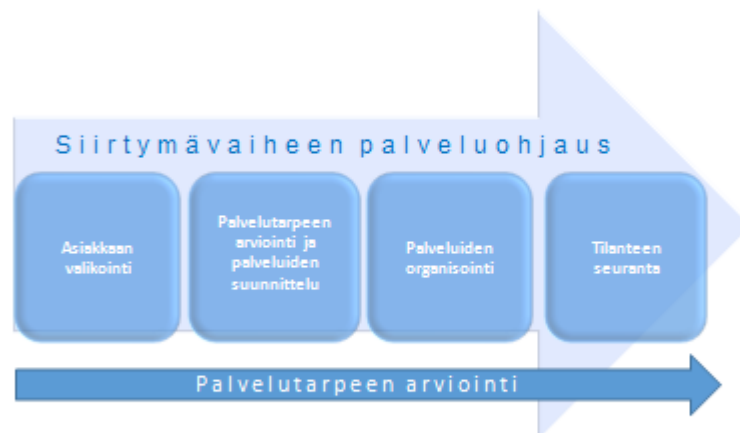 Siirtymävaiheen palveluohjaus
Asiakkaan
valikointi
Palvelutarpeen
arviointi ja
palveluiden
suunnittelu
Palveluiden
organisointi
Tilanteen
seuranta
Palvelutarpeen arviointi